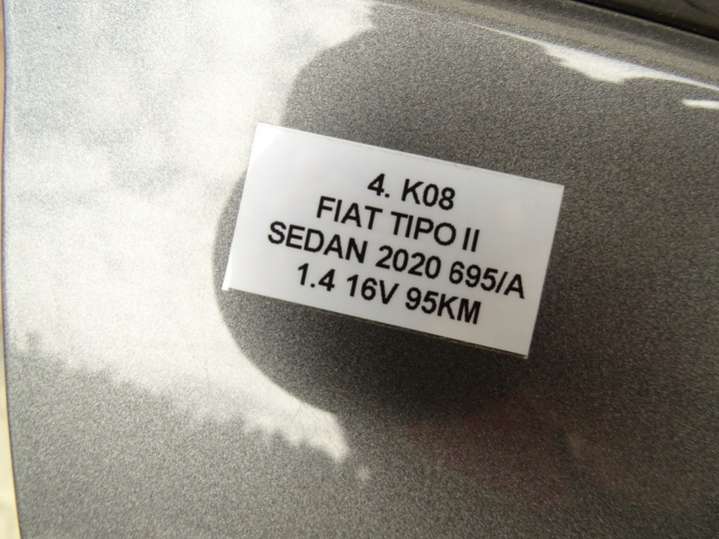 4. K08
FIAT TIPO II
SEDAN 2020 695/A
1.4 16V 95KM